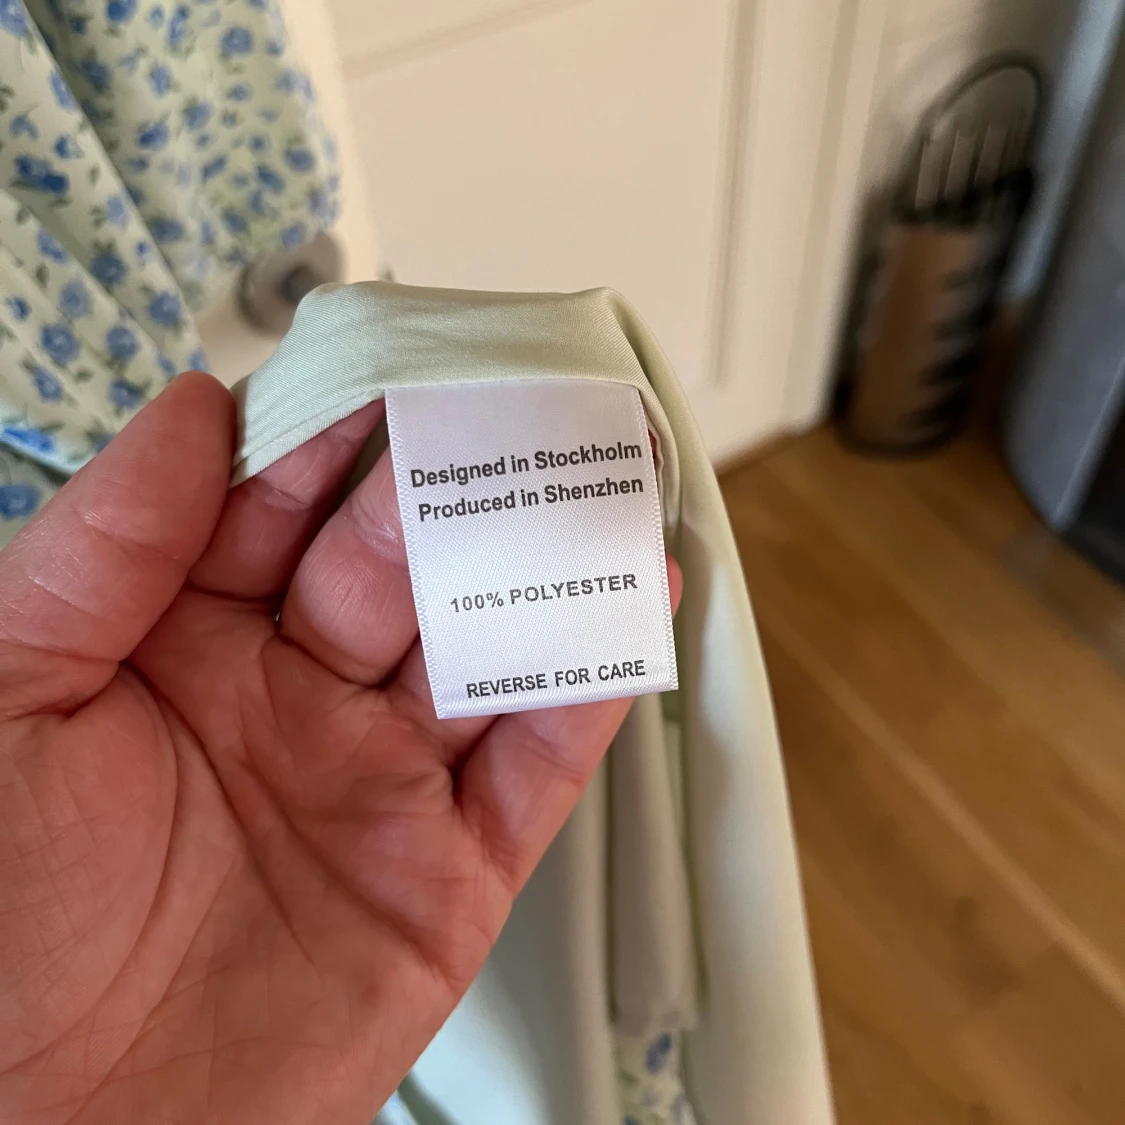 Designed in Stockholm
Produced in Shenzhen
100% POLYESTER
REVERSE FOR CARE